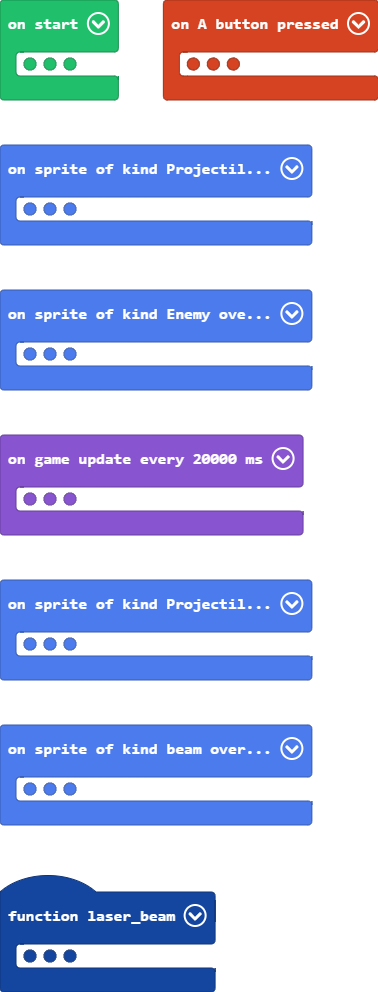 on start
on A button pressed
on sprite of kind Projectil...
on sprite of kind Enemy ove...
on game update every 20000 ms
on sprite of kind Projectil...
on sprite of kind beam over...
function laser_beam